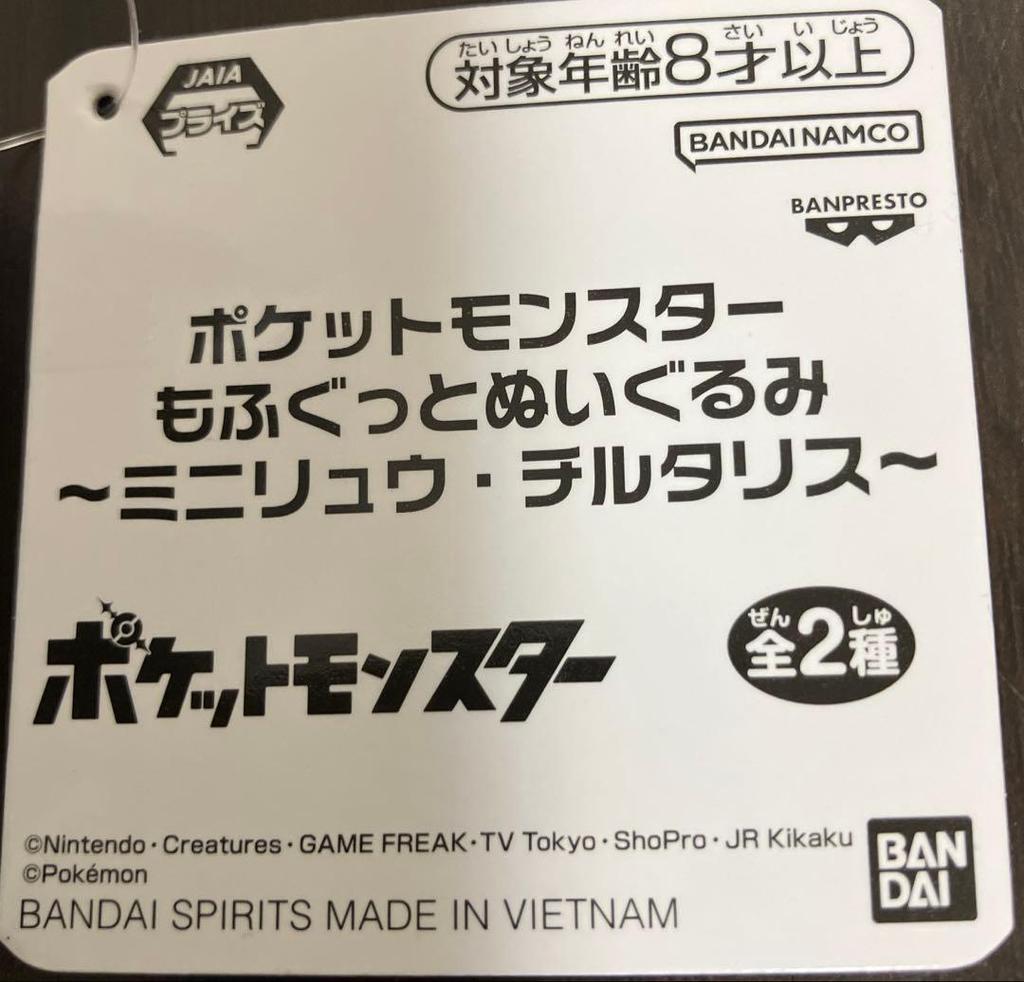 JAIA
プライズ
たいしょうねんれい さいいじょう
対象年齢8才以上
BANDAI NAMCO
BANPRESTO
ポケットモンスター
もふぐっとぬいぐるみ
～ミニリュウ・チルタリス～
ポケットモンスター
ぜん しゅ
全2種
©Nintendo・Creatures・GAME FREAK・TV Tokyo・ShoPro・JR Kikaku
©Pokémon
BANDAI SPIRITS MADE IN VIETNAM
BAN
DAI